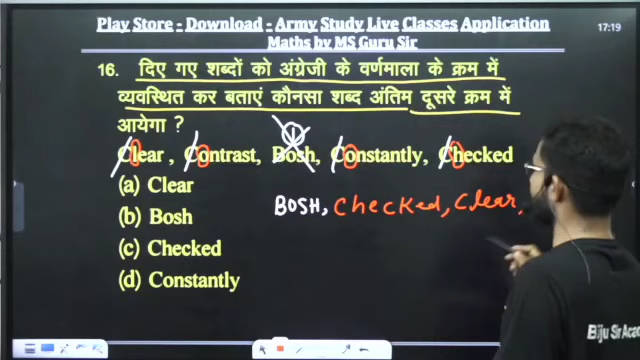 Play Store - Download - Army Study Live Classes Application
Maths by MS Guru Sir
17:19
16. दिए गए शब्दों को अंग्रेजी के वर्णमाला के क्रम में
व्यवस्थित कर बताएं कौनसा शब्द अंतिम दूसरे क्रम में
आयेगा ?
Clear, Contrast, Bosh, Constantly, Checked
(a) Clear
(b) Bosh
(c) Checked
(d) Constantly
BOSH, Checked, Clear,
Biju Sir Acad